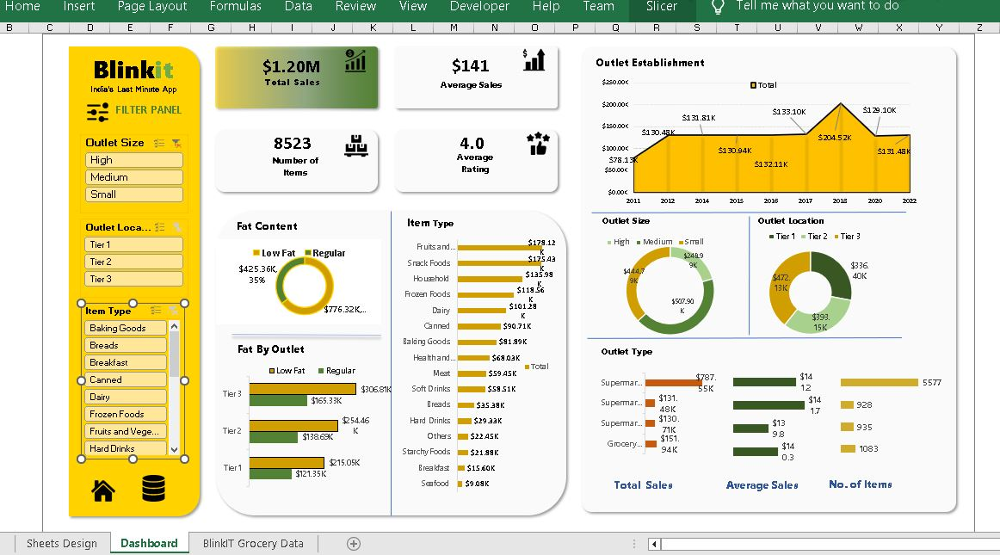 Home Insert Page Layout Formulas Data Review View Developer Help Team Slicer Tell me what you want to do
B C D E F G H I J K L M N O P Q R S T U V W X Y Z
Blinkit
India's Last Minute App
FILTER PANEL
Outlet Size
High
Medium
Small
Outlet Loca...
Tier 1
Tier 2
Tier 3
Item Type
Baking Goods
Breads
Breakfast
Canned
Dairy
Frozen Foods
Fruits and Vege...
Hard Drinks
$1.20M
Total Sales
$141
Average Sales
8523
Number of
Items
4.0
Average
Rating
Fat Content
Low Fat Regular
$425.36K,
35%
$776.32K,...
Fat By Outlet
Low Fat Regular
Tier 3 $306.81K
$165.33K
Tier 2 $254.46
K
$138.69K
Tier 1 $215.05K
$121.35K
Item Type
Fruits and... $178.12
K
Snack Foods $175.43
K
Household $135.98
K
Frozen Foods $118.56
K
Dairy $101.28
K
Canned $90.71K
Baking Goods $81.89K
Health and... $68.03K
Total
Meat $59.45K
Soft Drinks $58.51K
Breads $35.38K
Hard Drinks $29.33K
Others $22.45K
Starchy Foods $21.88K
Breakfast $15.60K
Seafood $9.08K
Outlet Establishment
Total
$250.00K
$200.00K
$150.00K
$100.00K
$50.00K
$0.00K
$78.13K
$130.48K
$131.81K
$130.94K
$132.11K
$133.10K
$204.52K
$129.10K
$131.48K
2011 2012 2014 2015 2016 2017 2018 2020 2022
Outlet Size
High Medium Small
$248.9
9K
$444.7
9K
$507.90
K
Outlet Location
Tier 1 Tier 2 Tier 3
$336.
40K
$472.
13K
$393.
15K
Outlet Type
Supermar... $787.
55K
Supermar... $131.
48K
Supermar... $130.
71K
Grocery... $151.
94K
$14
1.2
$14
1.7
$13
9.8
$14
0.3
5577
928
935
1083
Total Sales Average Sales No. of Items
Sheets Design Dashboard BlinkIT Grocery Data